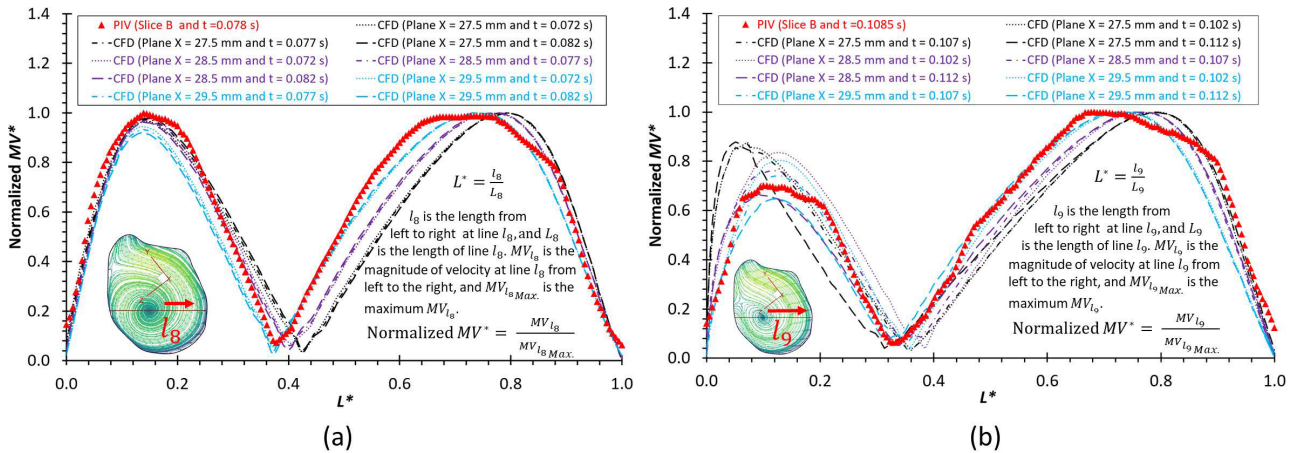 1.4
1.2
1.0
0.8
0.6
0.4
0.2
0.0
Normalized MV*
PIV (Slice B and t=0.078 s)
CFD (Plane X = 27.5 mm and t = 0.072 s)
CFD (Plane X = 27.5 mm and t = 0.077 s)
CFD (Plane X = 27.5 mm and t = 0.082 s)
CFD (Plane X = 28.5 mm and t = 0.072 s)
CFD (Plane X = 28.5 mm and t = 0.077 s)
CFD (Plane X = 28.5 mm and t = 0.082 s)
CFD (Plane X = 29.5 mm and t = 0.072 s)
CFD (Plane X = 29.5 mm and t = 0.077 s)
CFD (Plane X = 29.5 mm and t = 0.082 s)
L* = l8/L8
l8 is the length from
left to right at line l8, and L8
is the length of line l8. MVl8 is the
magnitude of velocity at line l8 from
left to the right, and MVl8Max. is the
maximum MVl8.
Normalized MV* = MVl8/MVl8Max.
l8
0.0 0.2 0.4 0.6 0.8 1.0
L*
(a)
1.4
1.2
1.0
0.8
0.6
0.4
0.2
0.0
Normalized MV*
PIV (Slice B and t=0.1085 s)
CFD (Plane X = 27.5 mm and t = 0.102 s)
CFD (Plane X = 27.5 mm and t = 0.107 s)
CFD (Plane X = 27.5 mm and t = 0.112 s)
CFD (Plane X = 28.5 mm and t = 0.102 s)
CFD (Plane X = 28.5 mm and t = 0.107 s)
CFD (Plane X = 28.5 mm and t = 0.112 s)
CFD (Plane X = 29.5 mm and t = 0.102 s)
CFD (Plane X = 29.5 mm and t = 0.107 s)
CFD (Plane X = 29.5 mm and t = 0.112 s)
L* = l9/L9
l9 is the length from
left to right at line l9, and L9
is the length of line l9. MVl9 is the
magnitude of velocity at line l9 from
left to the right, and MVl9Max. is the
maximum MVl9.
Normalized MV* = MVl9/MVl9Max.
l9
0.0 0.2 0.4 0.6 0.8 1.0
L*
(b)